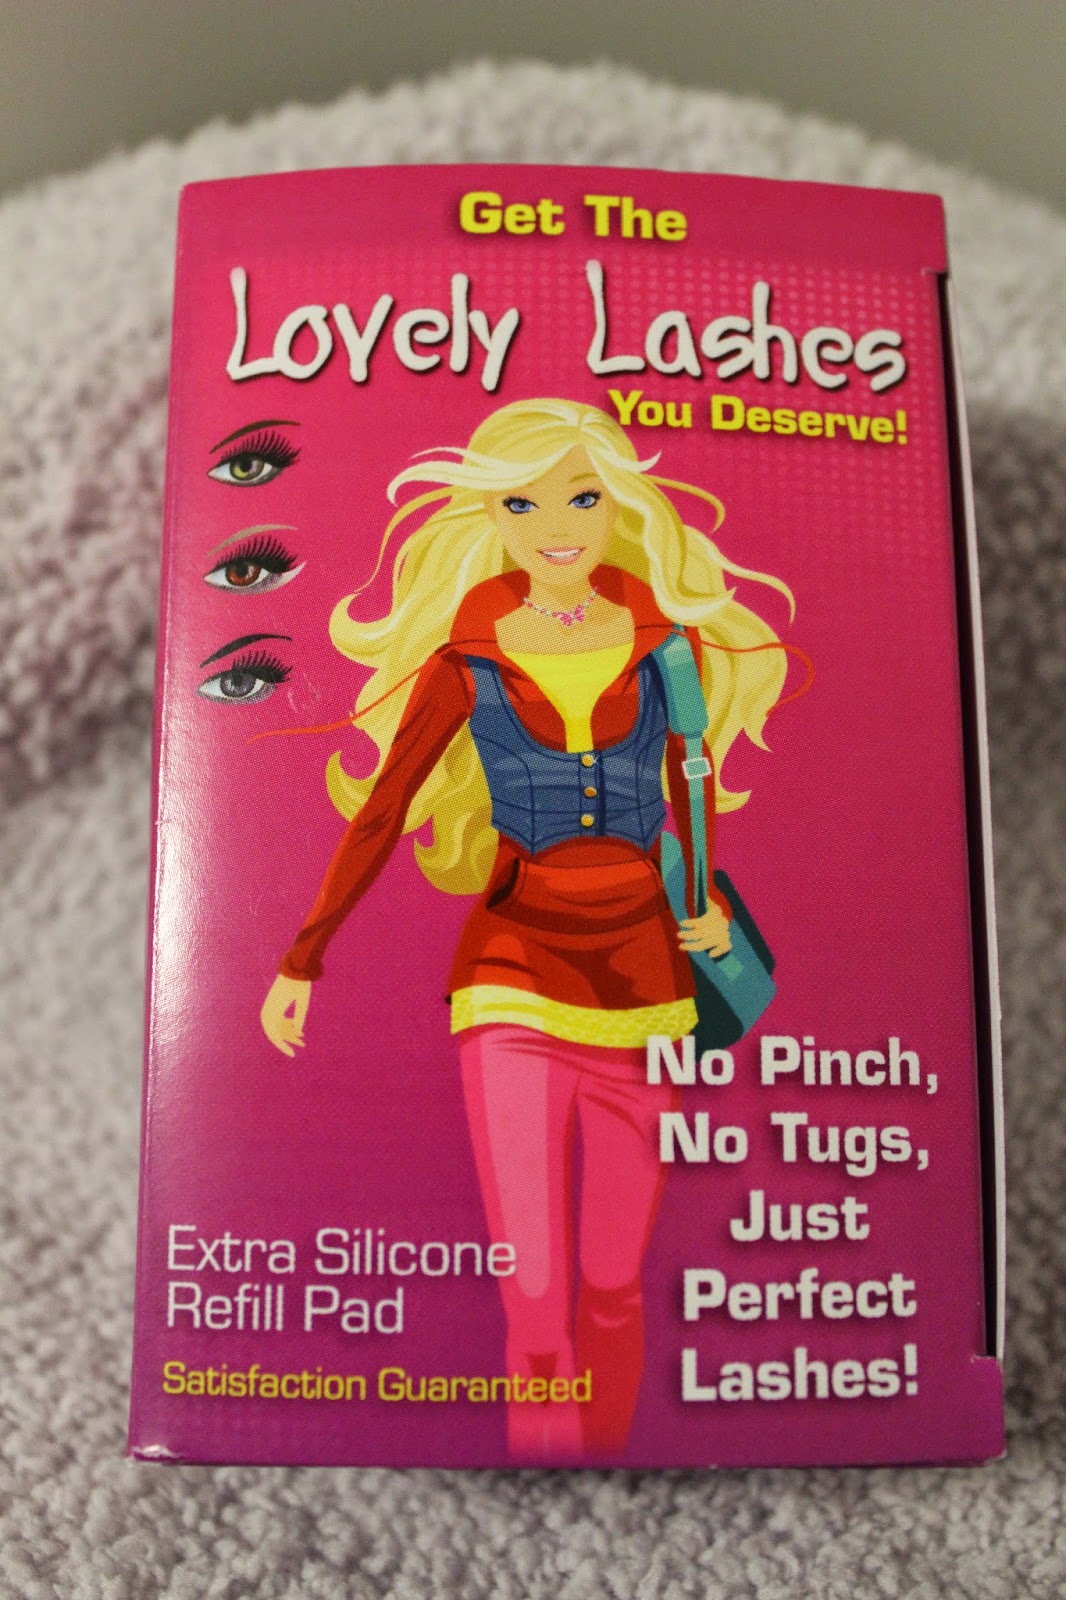 Get The
Lovely Lashes
You Deserve!
No Pinch,
No Tugs,
Just
Perfect
Lashes!
Extra Silicone
Refill Pad
Satisfaction Guaranteed